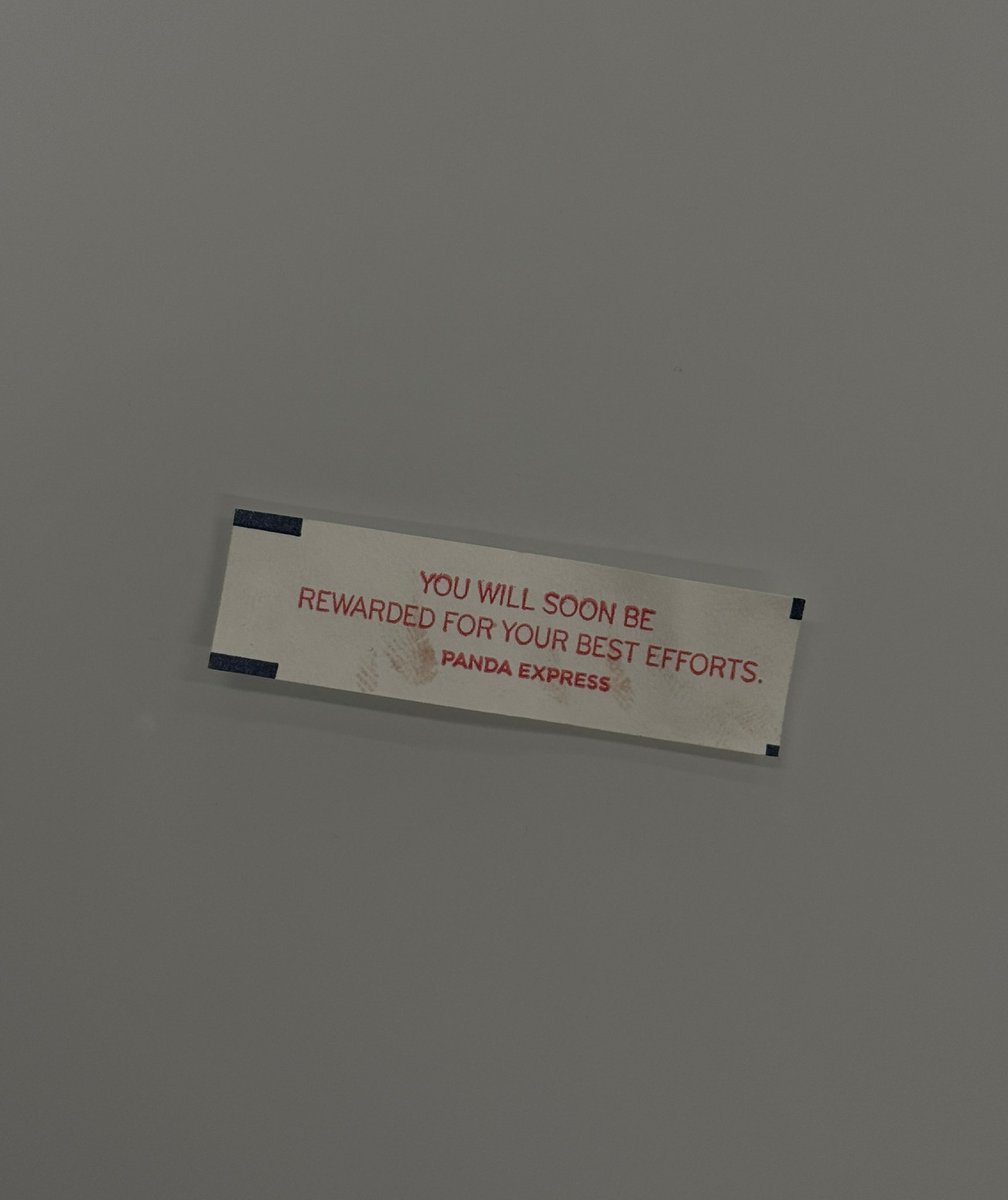 YOU WILL SOON BE
REWARDED FOR YOUR BEST EFFORTS.
PANDA EXPRESS